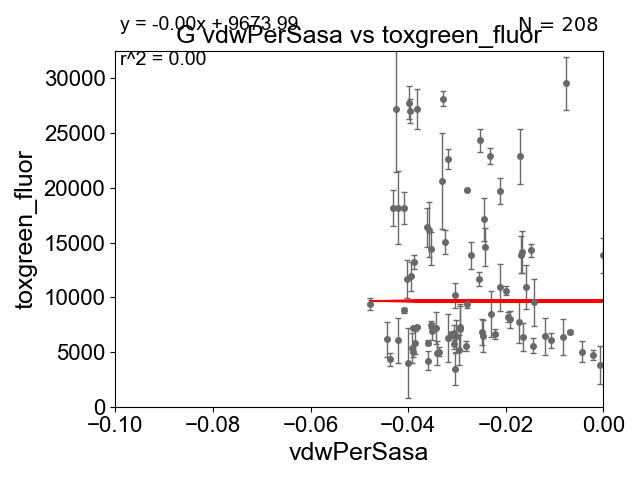 y = -0.00x + 9673.99
N = 208
G vdwPerSasa vs toxgreen_fluor
r^2 = 0.00
30000
25000
20000
15000
10000
5000
0
toxgreen_fluor
−0.10 −0.08 −0.06 −0.04 −0.02 0.00
vdwPerSasa